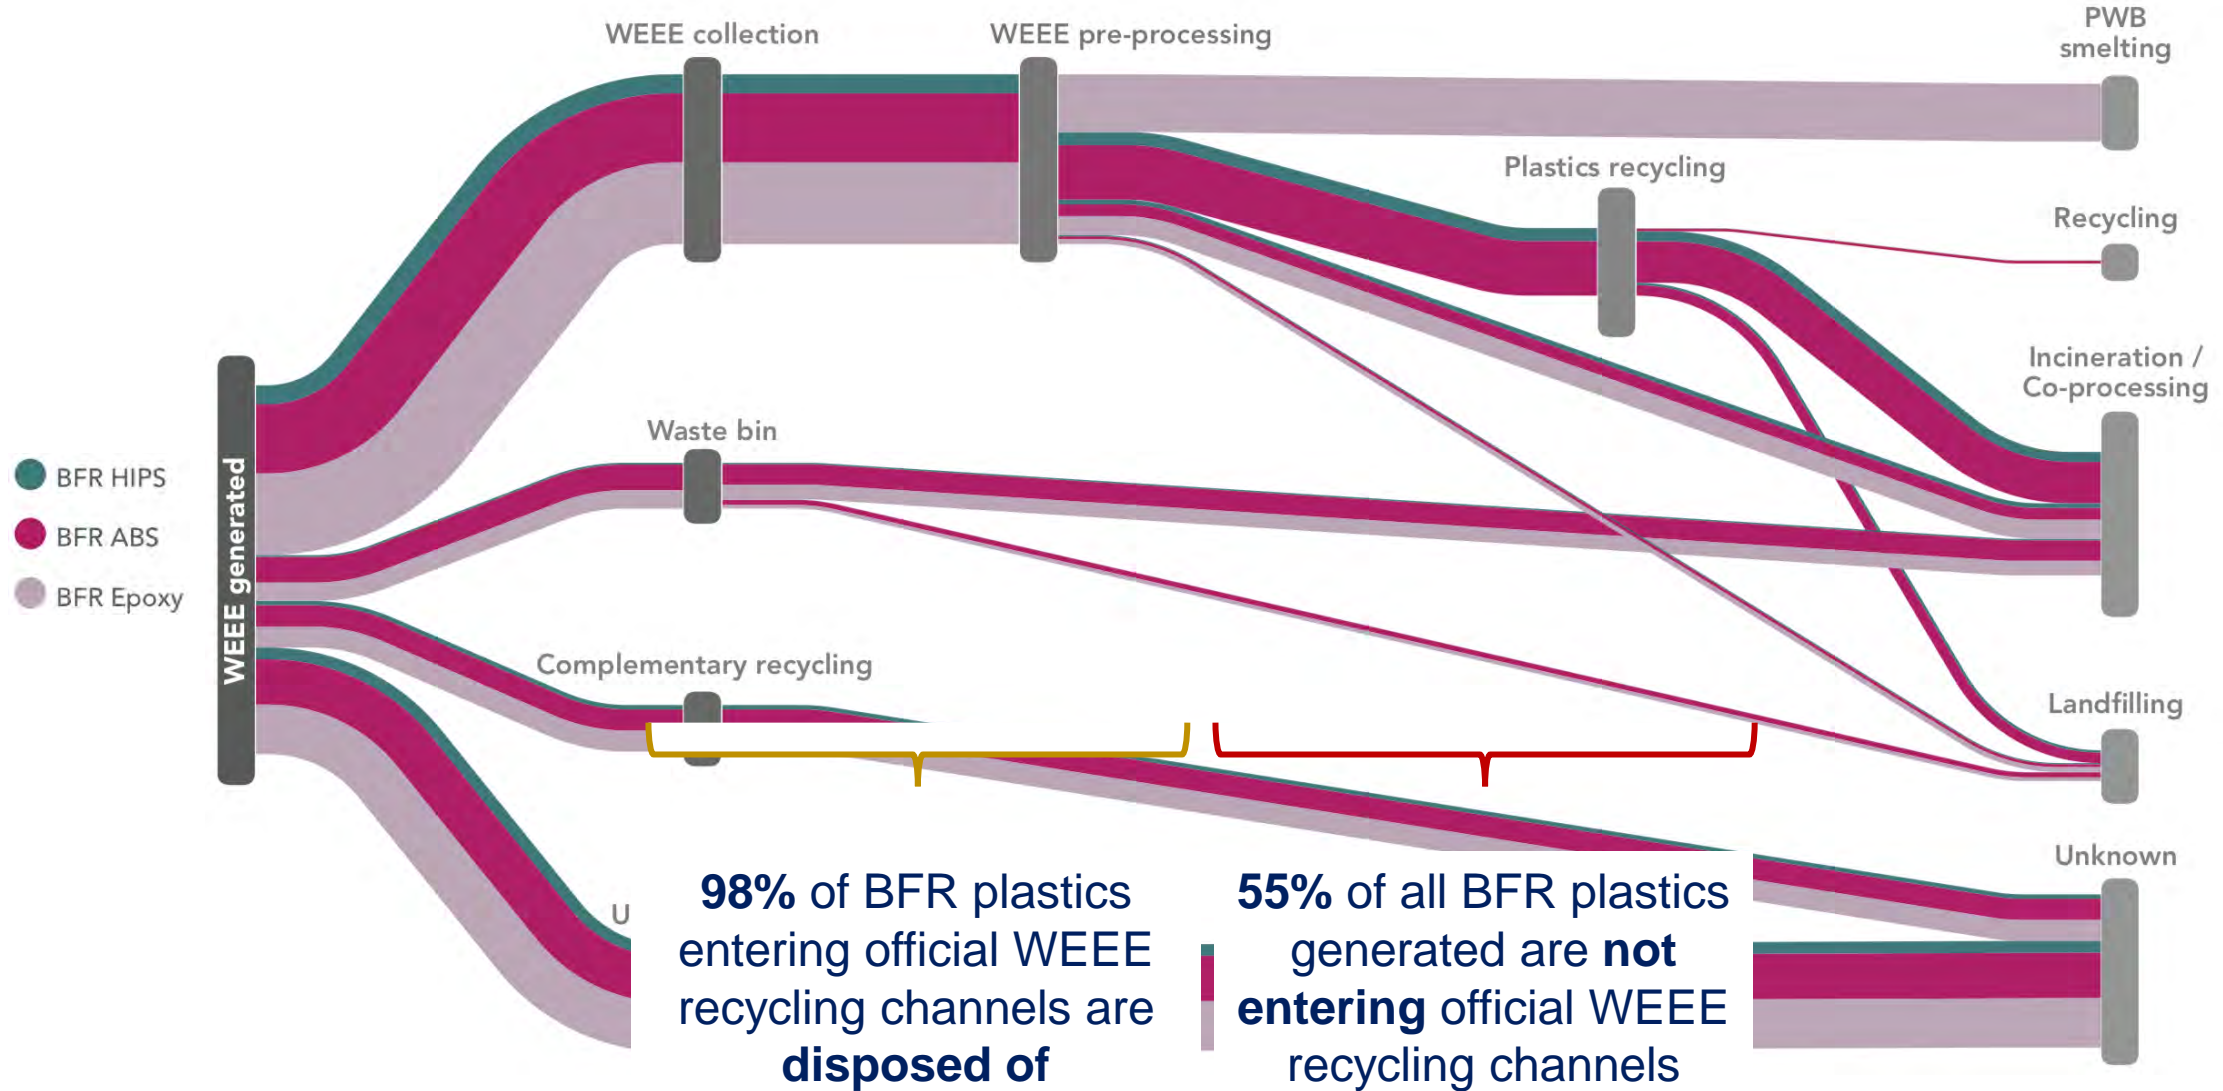 WEEE collection
WEEE pre-processing
PWB
smelting
Plastics recycling
Recycling
Incineration /
Co-processing
Waste bin
WEEE generated
BFR HIPS
BFR ABS
BFR Epoxy
Complementary recycling
Landfilling
Unknown
U
98% of BFR plastics
entering official WEEE
recycling channels are
disposed of
55% of all BFR plastics
generated are not
entering official WEEE
recycling channels